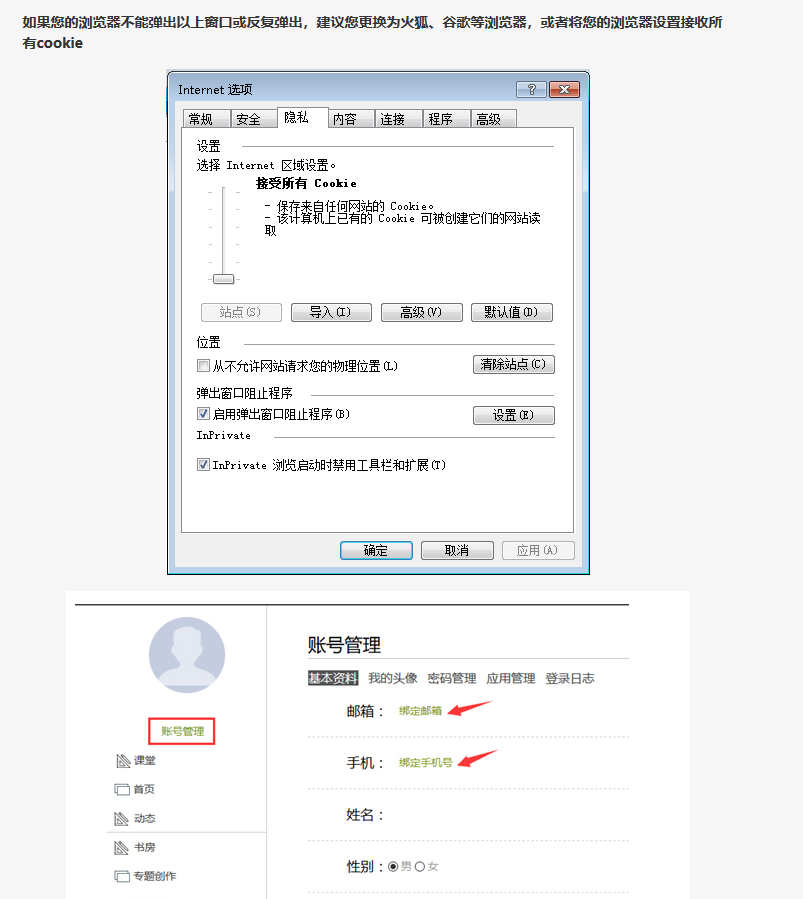 如果您的浏览器不能弹出以上窗口或反复弹出，建议您更换为火狐、谷歌等浏览器，或者将您的浏览器设置接收所
有cookie
Internet 选项
常规 安全 隐私 内容 连接 程序 高级
设置
选择 Internet 区域设置。
接受所有 Cookie
- 保存来自任何网站的 Cookie。
- 该计算机上已有的 Cookie 可被创建它们的网站读
取
站点(S) 导入(I) 高级(V) 默认值(D)
位置
从不允许网站请求您的物理位置(L) 清除站点(C)
弹出窗口阻止程序
启用弹出窗口阻止程序(B) 设置(E)
InPrivate
InPrivate 浏览启动时禁用工具栏和扩展(T)
确定 取消 应用(A)
账号管理
课堂
首页
动态
书房
专题创作
账号管理
基本资料 我的头像 密码管理 应用管理 登录日志
邮箱： 绑定邮箱
手机： 绑定手机号
姓名：
性别： 男 女